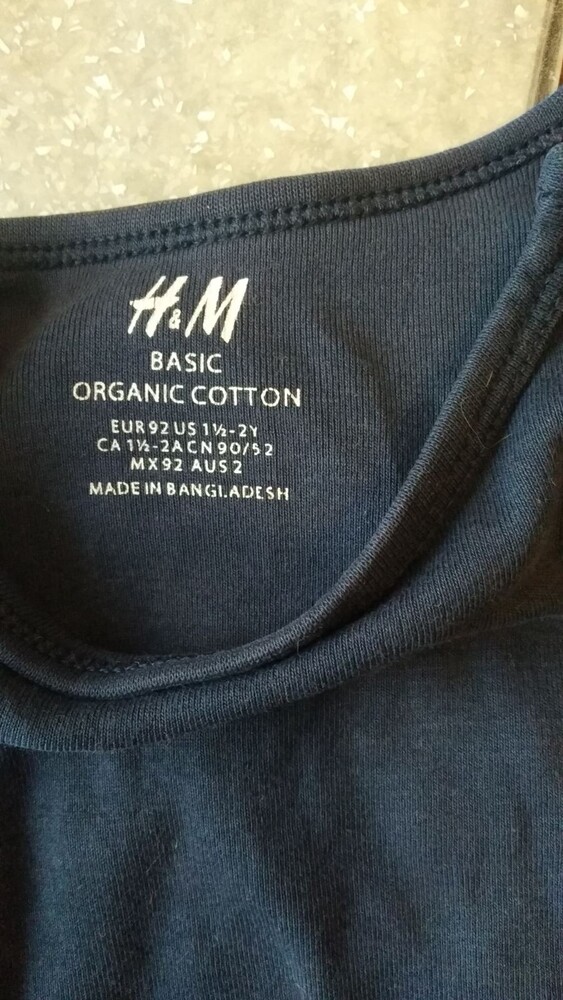 H&M
BASIC
ORGANIC COTTON
EUR 92 US 1½-2Y
CA 1½-2A CN 90/52
MX 92 AUS 2
MADE IN BANGLADESH